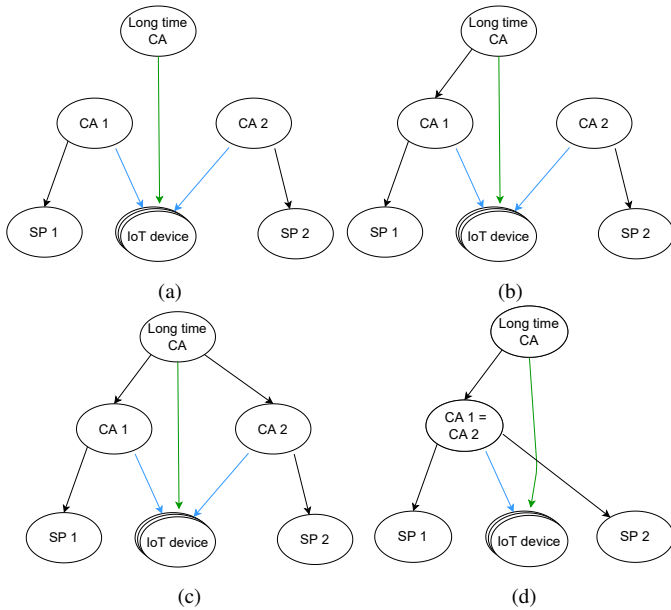 Long time
CA
CA 1
CA 2
SP 1
IoT device
SP 2
(a)
Long time
CA
CA 1
CA 2
SP 1
IoT device
SP 2
(b)
Long time
CA
CA 1
CA 2
SP 1
IoT device
SP 2
(c)
Long time
CA
CA 1 =
CA 2
SP 1
IoT device
SP 2
(d)